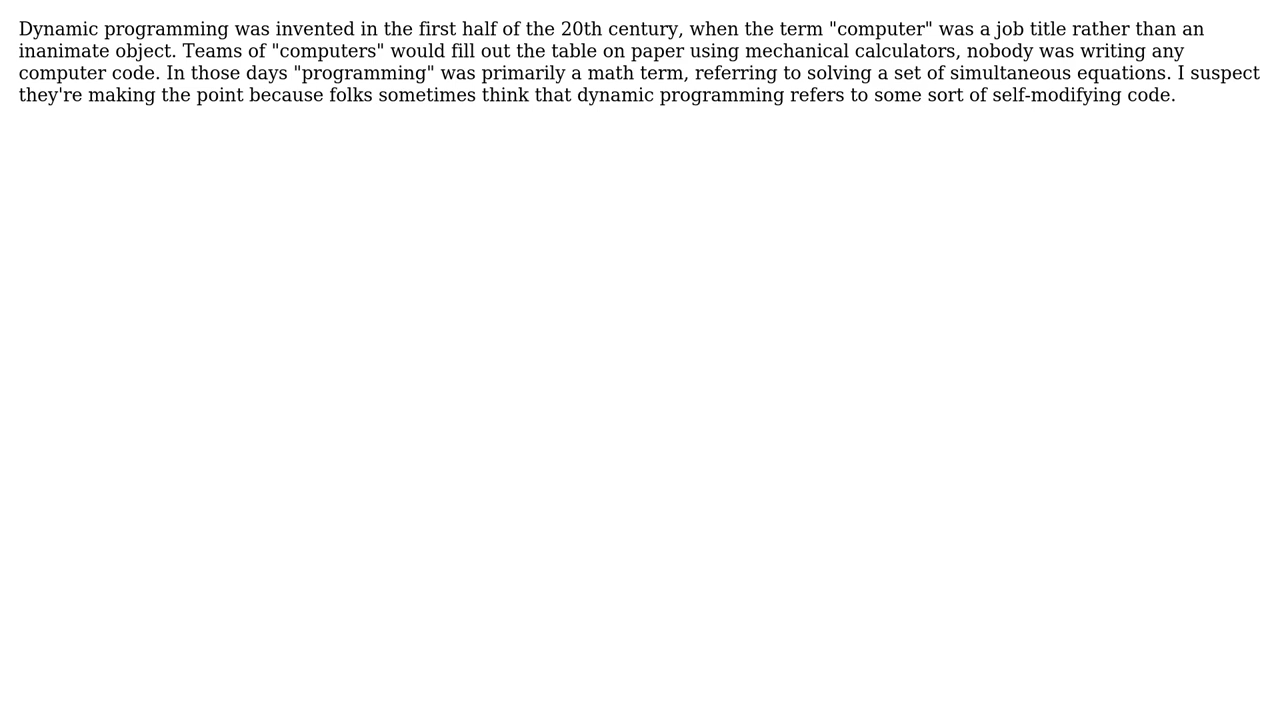 Dynamic programming was invented in the first half of the 20th century, when the term "computer" was a job title rather than an
inanimate object. Teams of "computers" would fill out the table on paper using mechanical calculators, nobody was writing any
computer code. In those days "programming" was primarily a math term, referring to solving a set of simultaneous equations. I suspect
they're making the point because folks sometimes think that dynamic programming refers to some sort of self-modifying code.